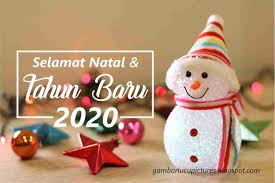 Selamat Natal &
Tahun Baru
2020
gambarlucupictures.blogspot.com